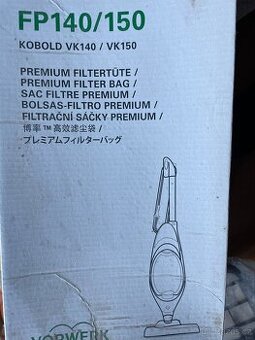 FP140/150
KOBOLD VK140 / VK150
PREMIUM FILTERTÜTE /
PREMIUM FILTER BAG /
SAC FILTRE PREMIUM /
BOLSAS-FILTRO PREMIUM /
FILTRAČNÍ SÁČKY PREMIUM /
博率™高效滤尘袋 /
プレミアムフィルターバッグ
VORWERK